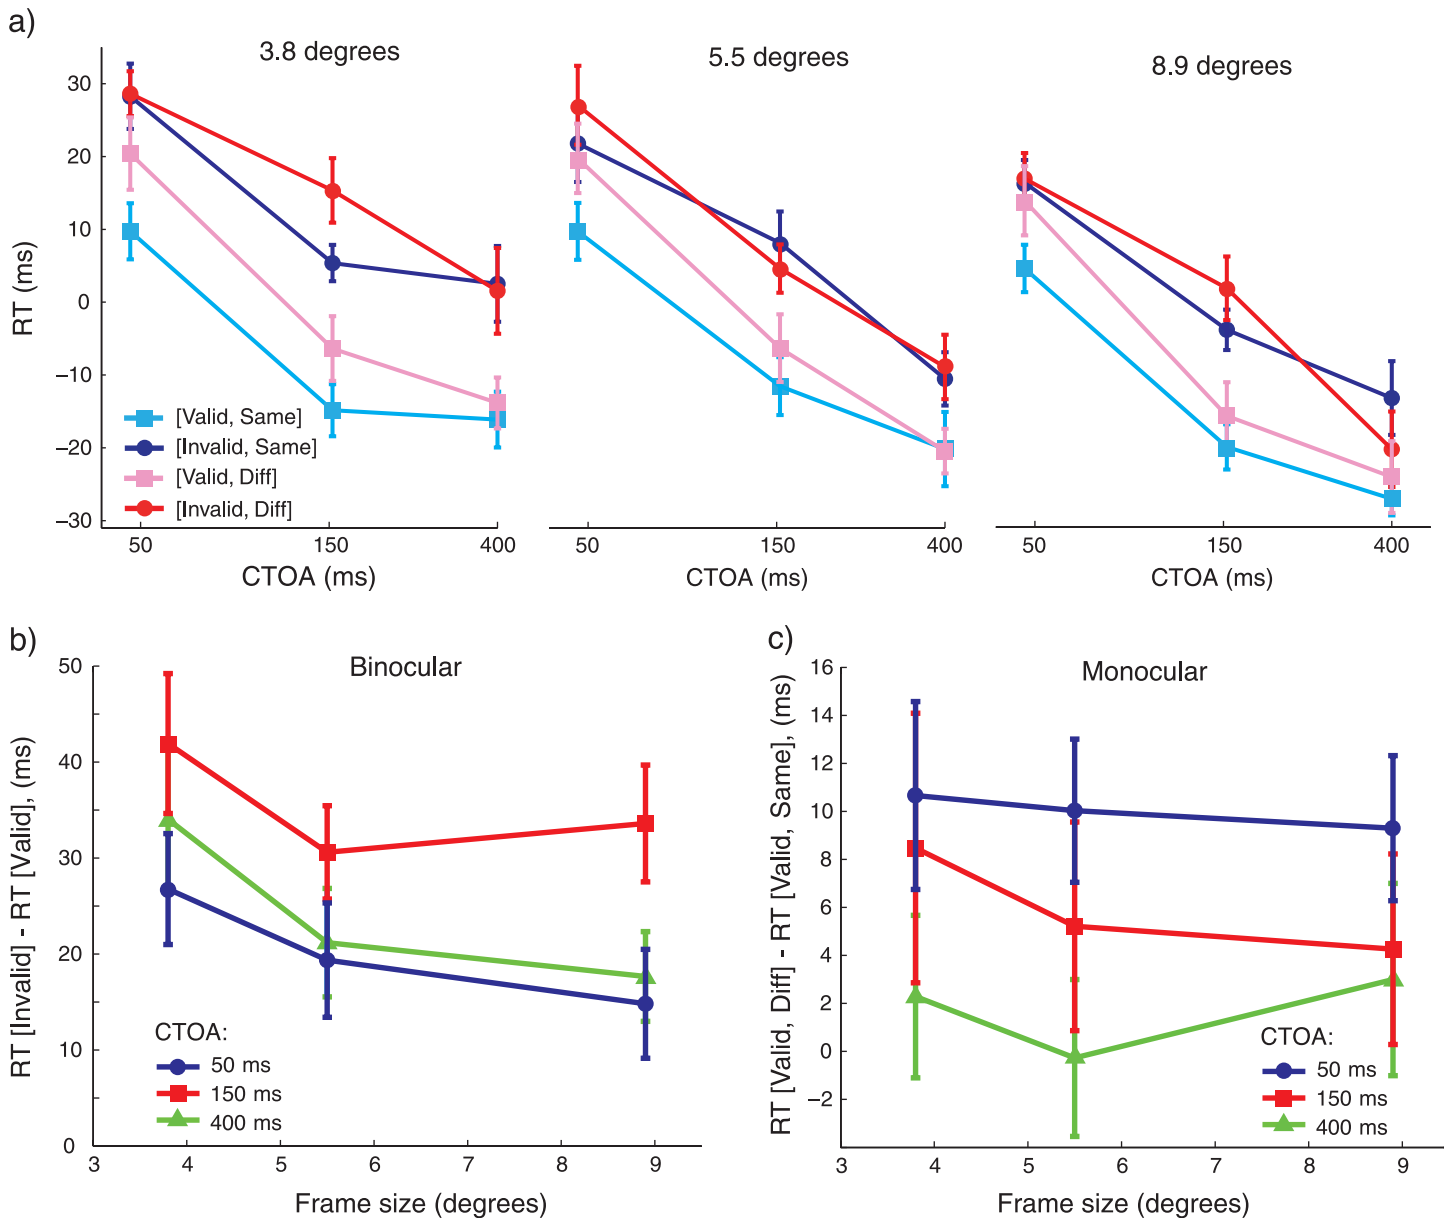 a)
3.8 degrees
5.5 degrees
8.9 degrees
RT (ms)
30
20
10
0
−10
−20
−30
[Valid, Same]
[Invalid, Same]
[Valid, Diff]
[Invalid, Diff]
50 150 400
50 150 400
50 150 400
CTOA (ms)
CTOA (ms)
CTOA (ms)
b)
Binocular
RT [Invalid] - RT [Valid], (ms)
50
40
30
20
10
0
CTOA:
50 ms
150 ms
400 ms
3 4 5 6 7 8 9
Frame size (degrees)
c)
Monocular
RT [Valid, Diff] - RT [Valid, Same], (ms)
16
14
12
10
8
6
4
2
0
−2
CTOA:
50 ms
150 ms
400 ms
3 4 5 6 7 8 9
Frame size (degrees)